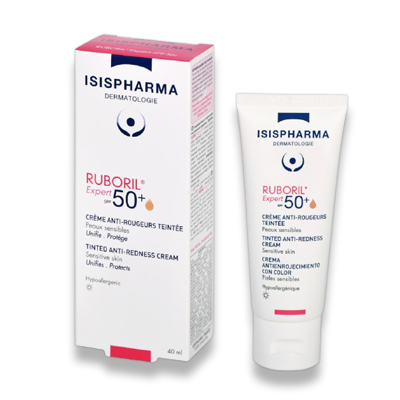 ISISPHARMA
DERMATOLOGIE
RUBORIL®
Expert
SPF 50+
CRÈME ANTI-ROUGEURS TEINTÉE
Peaux sensibles
Unifie . Protège
TINTED ANTI-REDNESS CREAM
Sensitive skin
Unifies . Protects
Hypoallergenic
40 ml
ISISPHARMA
DERMATOLOGIE
RUBORIL®
Expert
SPF 50+
CRÈME ANTI-ROUGEURS
TEINTÉE
Peaux sensibles
TINTED ANTI-REDNESS
CREAM
Sensitive skin
CREMA
ANTIENROJECIMIENTO
CON COLOR
Pieles sensibles
Hypoallergénique